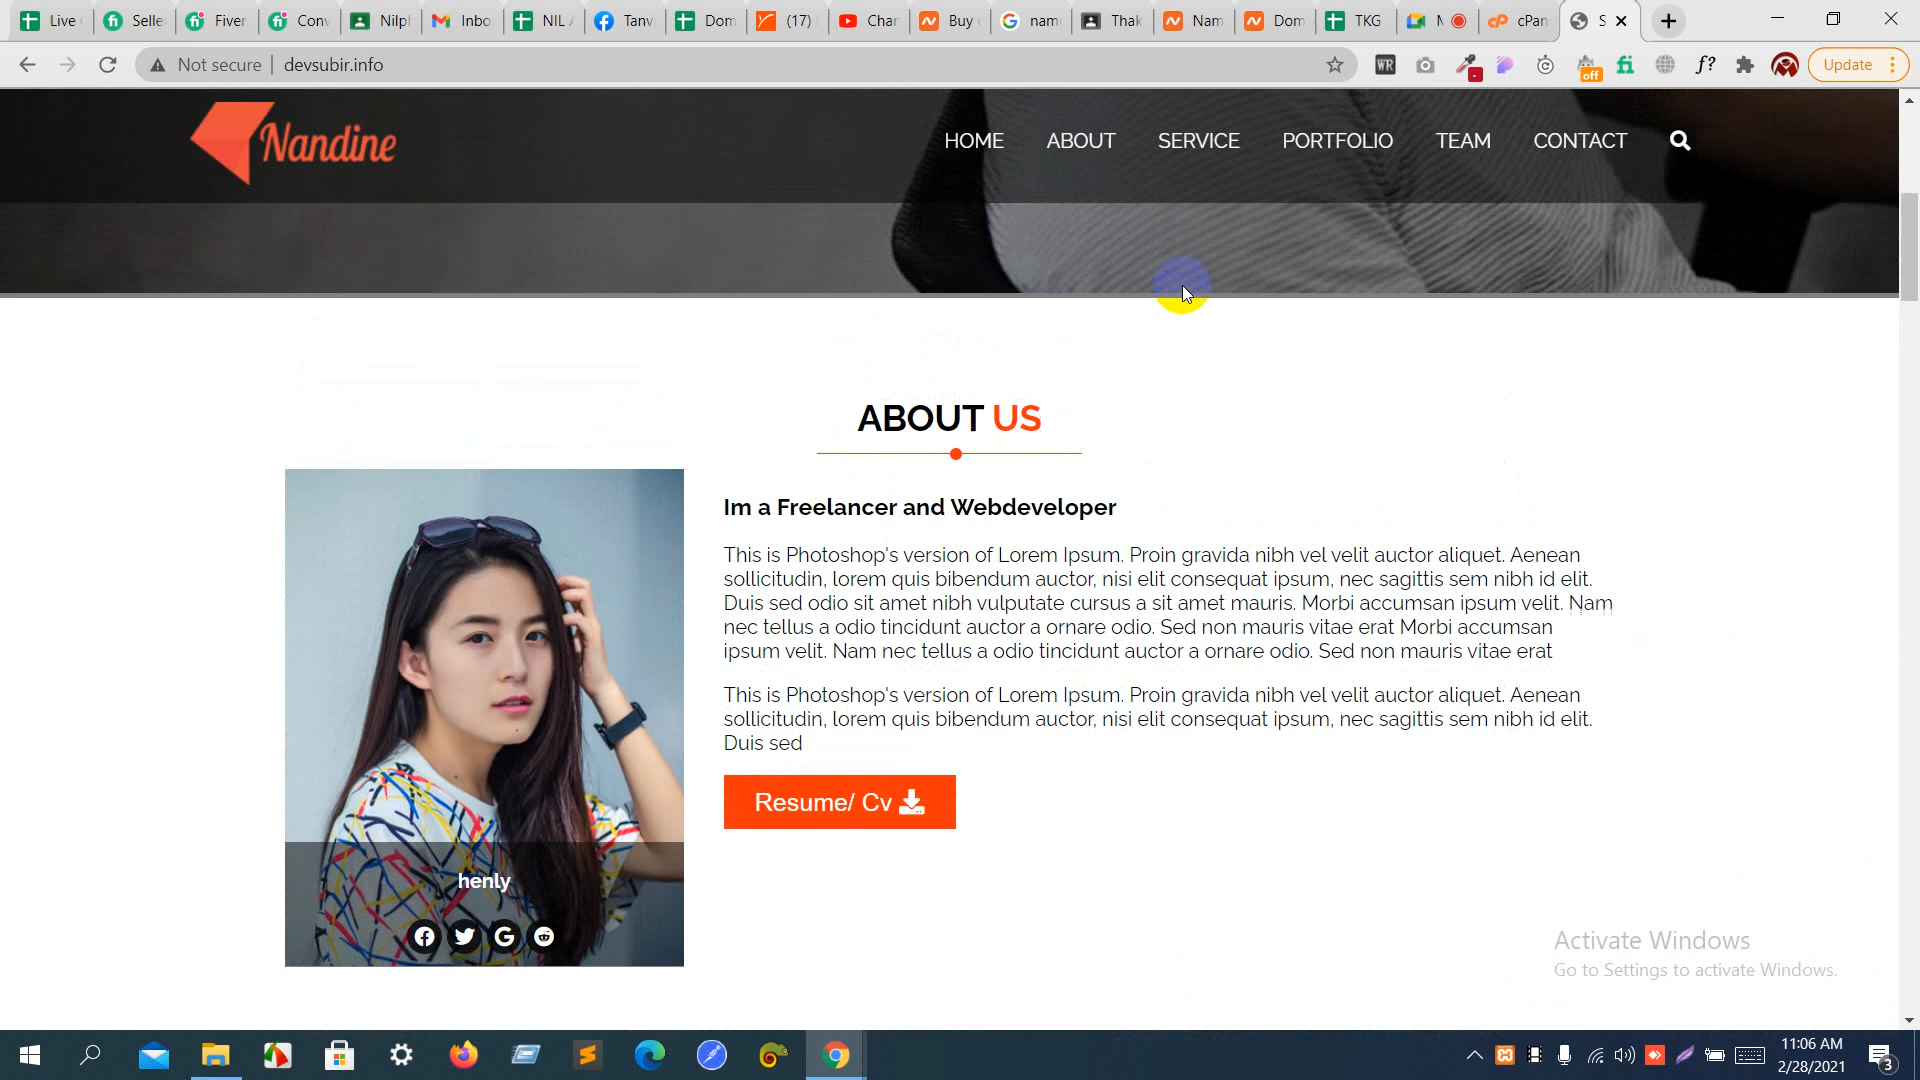 Live
Selle
Fiver
Conv
Nilph
Inbo
NIL
Tanv
Dom
(17)
Char
Buy
nam
Thak
Nam
Dom
TKG
cPan
S
Not secure
devsubir.info
WR
off
f?
Update
Nandine
HOME ABOUT SERVICE PORTFOLIO TEAM CONTACT
ABOUT US
Im a Freelancer and Webdeveloper
This is Photoshop's version of Lorem Ipsum. Proin gravida nibh vel velit auctor aliquet. Aenean
sollicitudin, lorem quis bibendum auctor, nisi elit consequat ipsum, nec sagittis sem nibh id elit.
Duis sed odio sit amet nibh vulputate cursus a sit amet mauris. Morbi accumsan ipsum velit. Nam
nec tellus a odio tincidunt auctor a ornare odio. Sed non mauris vitae erat Morbi accumsan
ipsum velit. Nam nec tellus a odio tincidunt auctor a ornare odio. Sed non mauris vitae erat
This is Photoshop's version of Lorem Ipsum. Proin gravida nibh vel velit auctor aliquet. Aenean
sollicitudin, lorem quis bibendum auctor, nisi elit consequat ipsum, nec sagittis sem nibh id elit.
Duis sed
Resume/ Cv
henly
Activate Windows
Go to Settings to activate Windows.
11:06 AM
2/28/2021
3